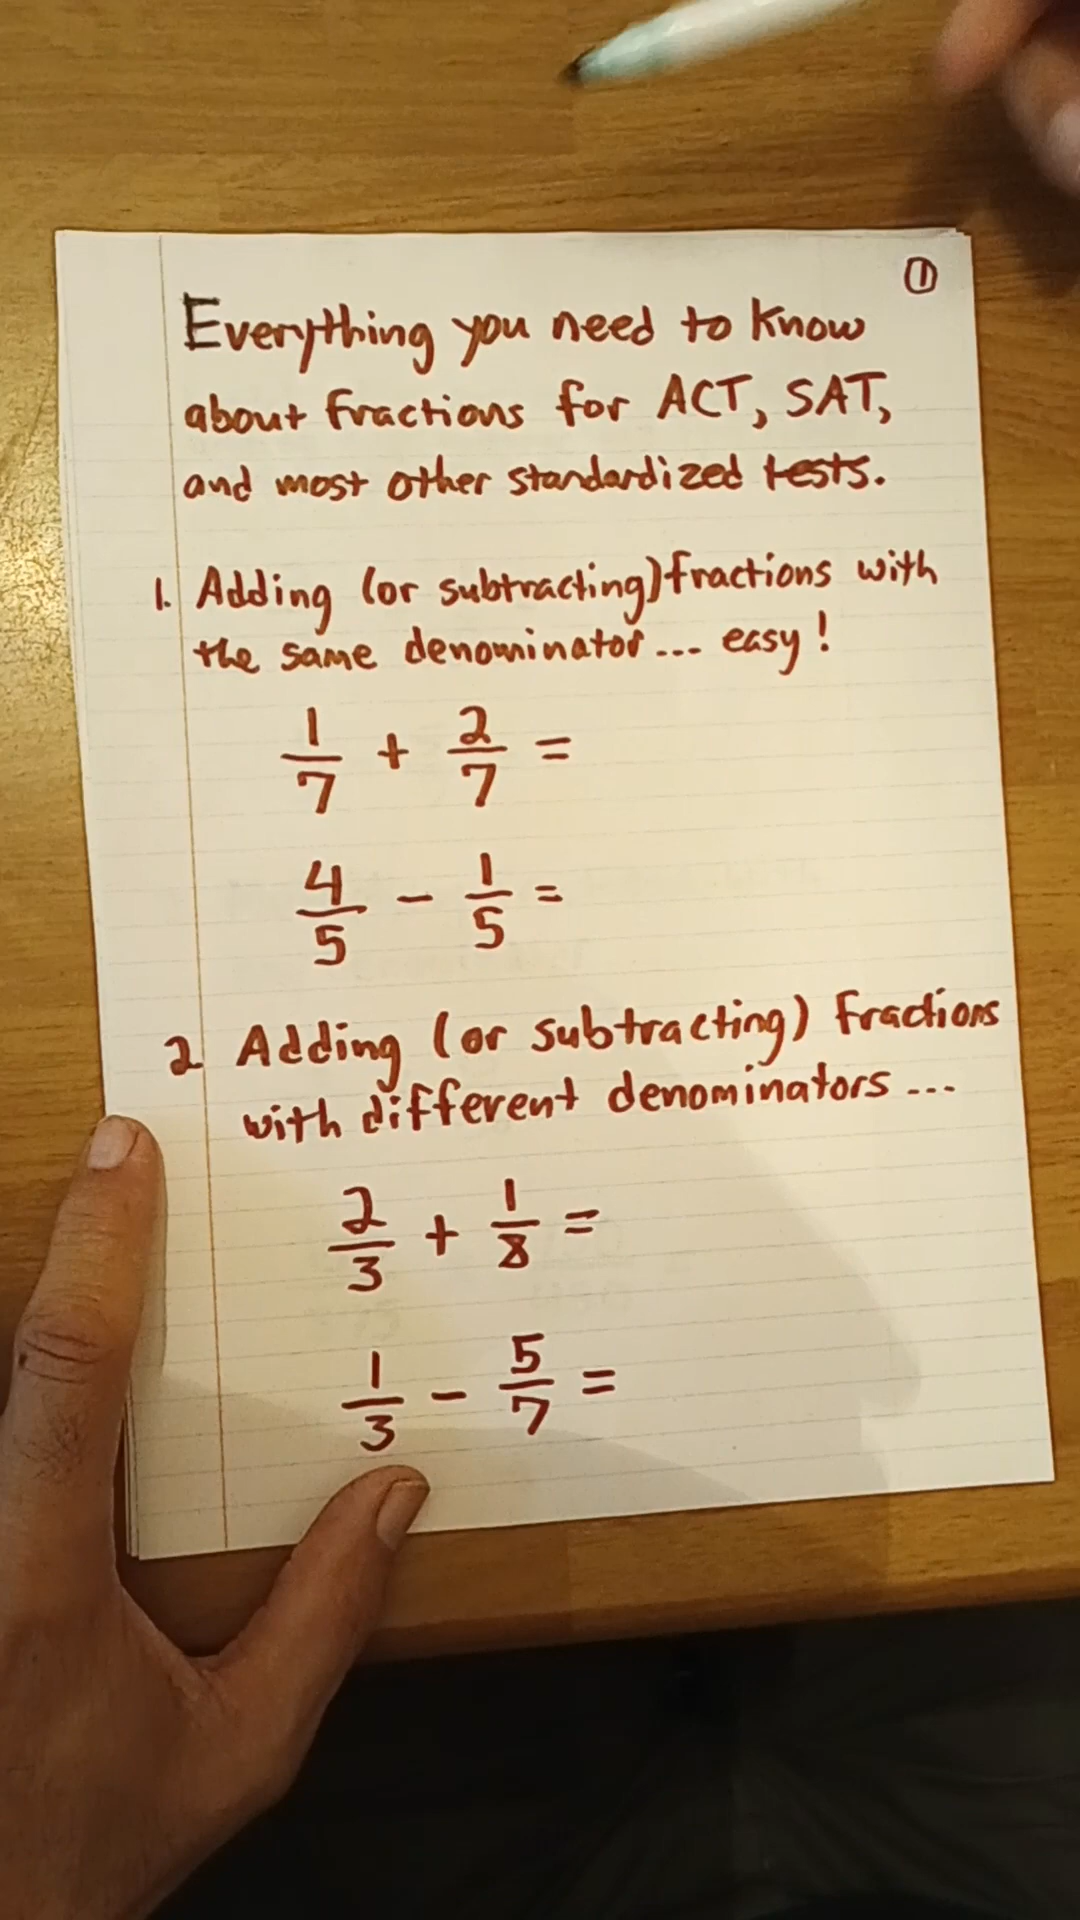 ①
Everything you need to know
about fractions for ACT, SAT,
and most other standardized tests.
1. Adding (or subtracting) fractions with
the same denominator... easy!
1/7 + 2/7 =
4/5 - 1/5 =
2 Adding (or subtracting) fractions
with different denominators...
2/3 + 1/8 =
1/3 - 5/7 =